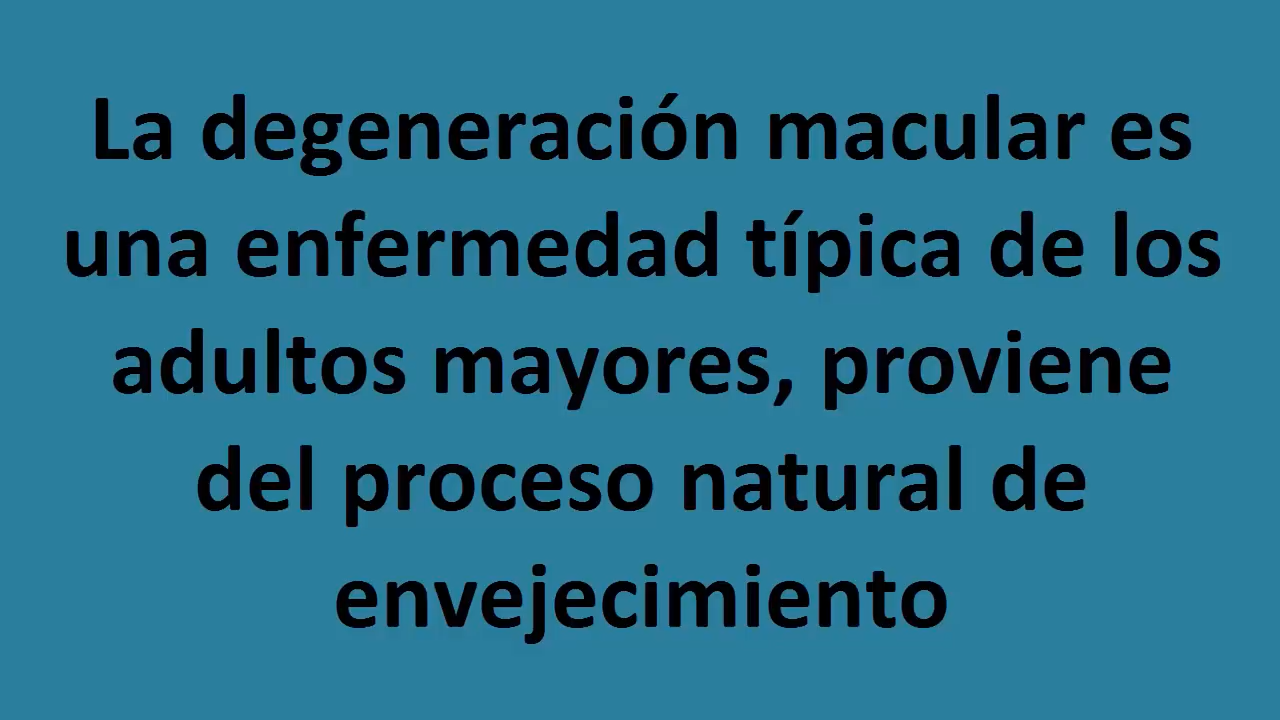 La degeneración macular es
una enfermedad típica de los
adultos mayores, proviene
del proceso natural de
envejecimiento